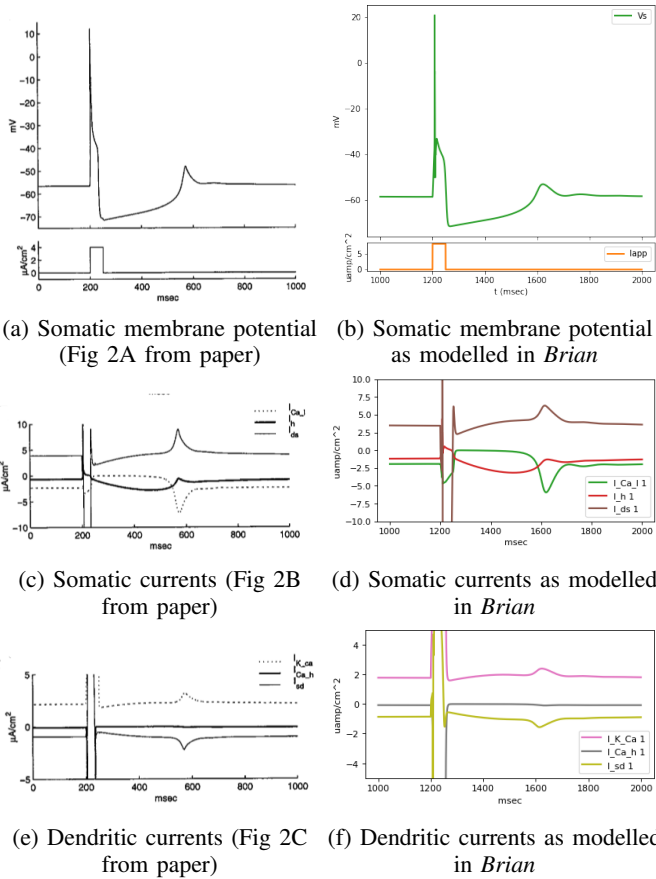 20
10
0
−10
−20
−30
−40
−50
−60
−70
mV
4
2
0
µA/cm²
0 200 400 600 800 1000
msec
20
0
−20
−40
−60
mV
Vs
5
0
uamp/cm^2
Iapp
1000 1200 1400 1600 1800 2000
t (msec)
(a) Somatic membrane potential
(Fig 2A from paper)
(b) Somatic membrane potential
as modelled in Brian
10
5
0
−5
−10
µA/cm²
I_Ca_l
I_h
I_ds
0 200 400 600 800 1000
msec
10.0
7.5
5.0
2.5
0.0
−2.5
−5.0
−7.5
−10.0
uamp/cm^2
I_Ca_l 1
I_h 1
I_ds 1
1000 1200 1400 1600 1800 2000
msec
(c) Somatic currents (Fig 2B
from paper)
(d) Somatic currents as modelled
in Brian
5
0
−5
µA/cm²
I_K_ca
I_Ca_h
I_sd
0 200 400 600 800 1000
msec
4
2
0
−2
−4
uamp/cm^2
I_K_Ca 1
I_Ca_h 1
I_sd 1
1000 1200 1400 1600 1800 2000
msec
(e) Dendritic currents (Fig 2C
from paper)
(f) Dendritic currents as modelled
in Brian